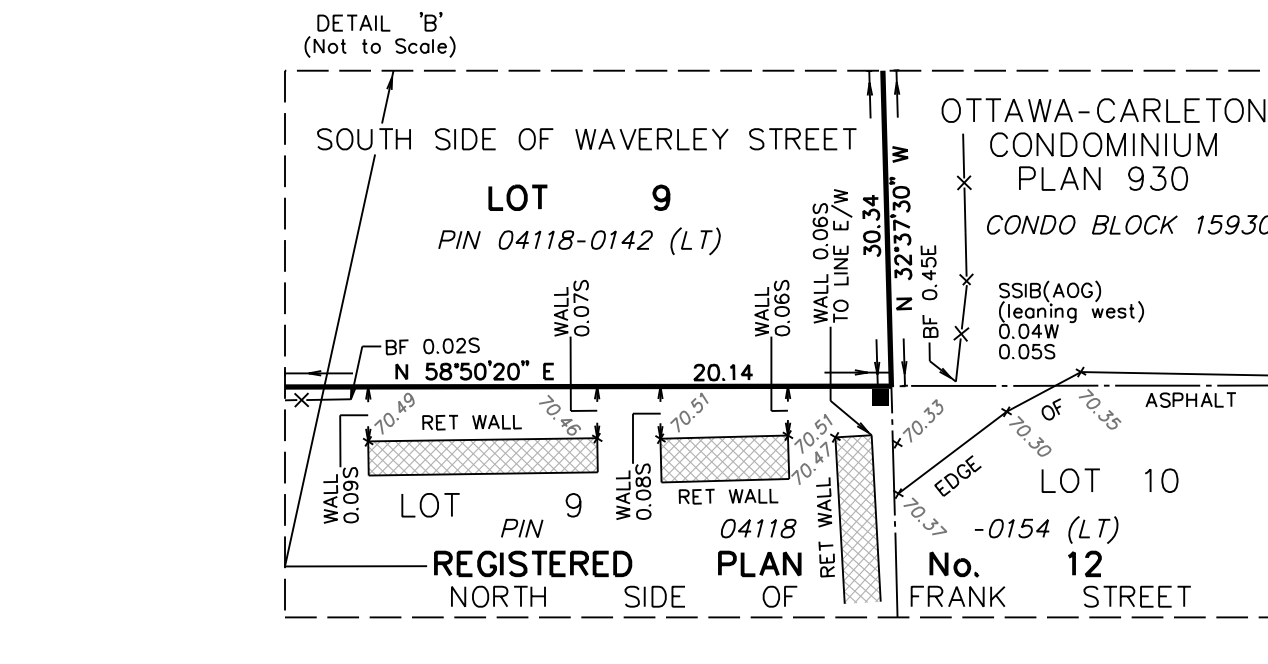 DETAIL 'B'
(Not to Scale)
SOUTH SIDE OF WAVERLEY STREET
LOT 9
PIN 04118-0142 (LT)
OTTAWA-CARLETON
CONDOMINIUM
PLAN 930
CONDO BLOCK 15930
WALL 0.06S
TO LINE E/W
30.34
N 32°37'30" W
BF 0.45E
SSIB(AOG)
(leaning west)
0.04W
0.05S
WALL
0.07S
WALL
0.06S
BF 0.02S
N 58°50'20" E
20.14
70.49
RET WALL
70.46
70.51
70.51
70.47
70.33
EDGE OF
ASPHALT
70.35
70.30
70.37
WALL
0.09S
WALL
0.08S
RET WALL
RET WALL
LOT 9
LOT 10
PIN 04118 -0154 (LT)
REGISTERED PLAN No. 12
NORTH SIDE OF FRANK STREET